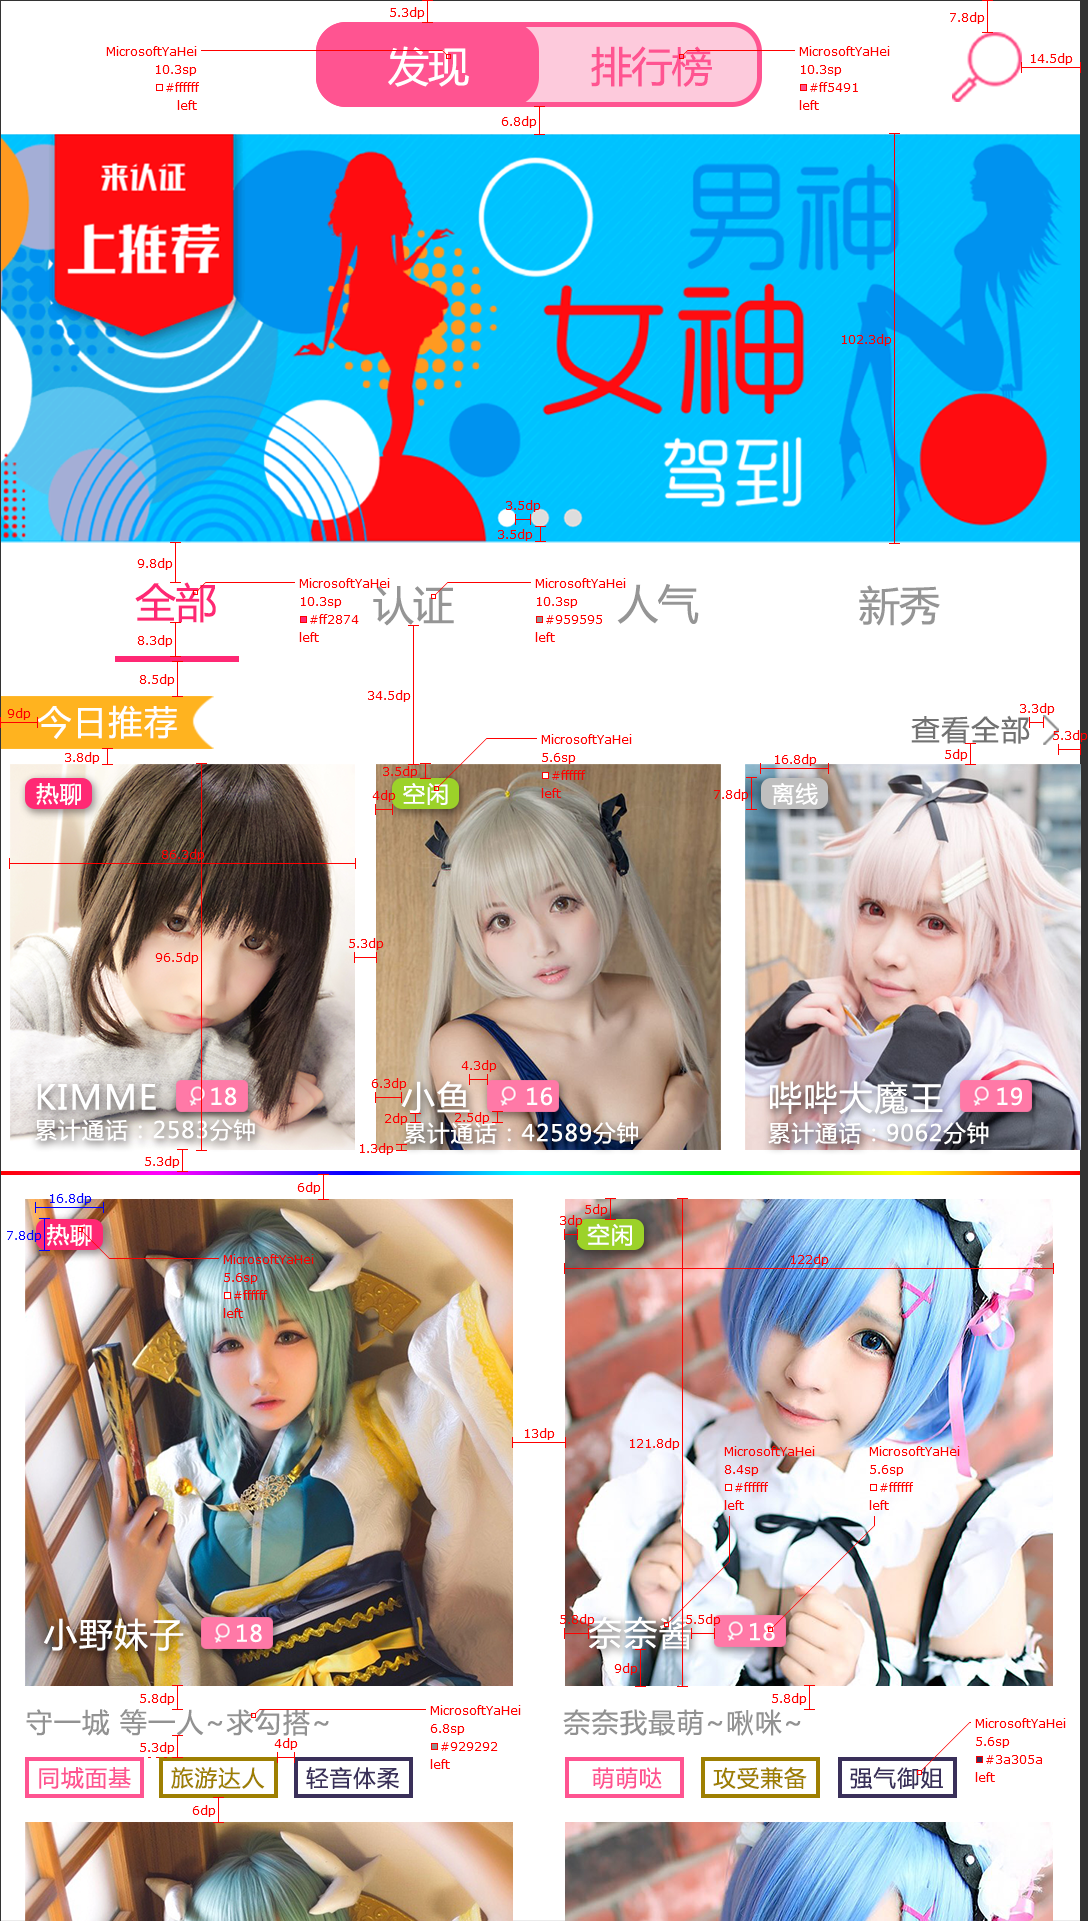 5.3dp
7.8dp
MicrosoftYaHei
10.3sp
#ffffff
left
发现
排行榜
MicrosoftYaHei
10.3sp
#ff5491
left
14.5dp
6.8dp
来认证
上推荐
男神
女神
驾到
102.3dp
3.5dp
3.5dp
9.8dp
全部
MicrosoftYaHei
10.3sp
#ff2874
left
认证
MicrosoftYaHei
10.3sp
#959595
left
人气
新秀
8.3dp
8.5dp
34.5dp
9dp
今日推荐
查看全部
3.3dp
5.3dp
3.8dp
5dp
MicrosoftYaHei
5.6sp
#ffffff
left
热聊
3.5dp
4dp
空闲
16.8dp
7.8dp
离线
96.5dp
5.3dp
4.3dp
6.3dp
2dp
2.5dp
1.3dp
KIMME 18
累计通话：2583分钟
小鱼 16
累计通话：42589分钟
哔哔大魔王 19
累计通话：9062分钟
5.3dp
6dp
16.8dp
7.8dp
热聊
MicrosoftYaHei
5.6sp
#ffffff
left
5dp
3dp
空闲
122dp
13dp
121.8dp
MicrosoftYaHei
8.4sp
#ffffff
left
MicrosoftYaHei
5.6sp
#ffffff
left
小野妹子 18
5.8dp
奈奈酱
5.5dp
18
9dp
5.8dp
5.8dp
守一城 等一人~求勾搭~
MicrosoftYaHei
6.8sp
#929292
left
奈奈我最萌~啾咪~
MicrosoftYaHei
5.6sp
#3a305a
left
5.3dp
4dp
同城面基
旅游达人
轻音体柔
萌萌哒
攻受兼备
强气御姐
6dp